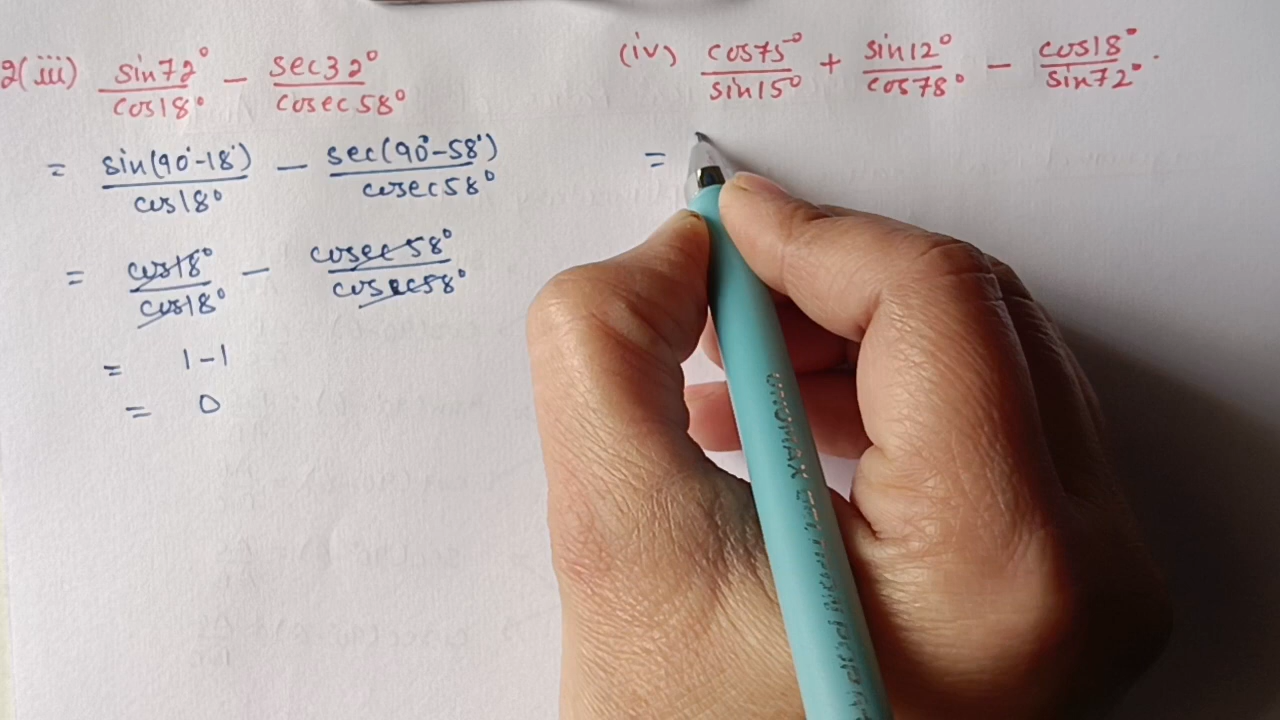 2(iii) sin72°/cos18° − sec32°/cosec58°
= sin(90°-18°)/cos18° − sec(90°-58°)/cosec58°
= cos18°/cos18° − cosec58°/cosec58°
= 1-1
= 0
(iv) cos75°/sin15° + sin12°/cos78° − cos18°/sin72°.
=